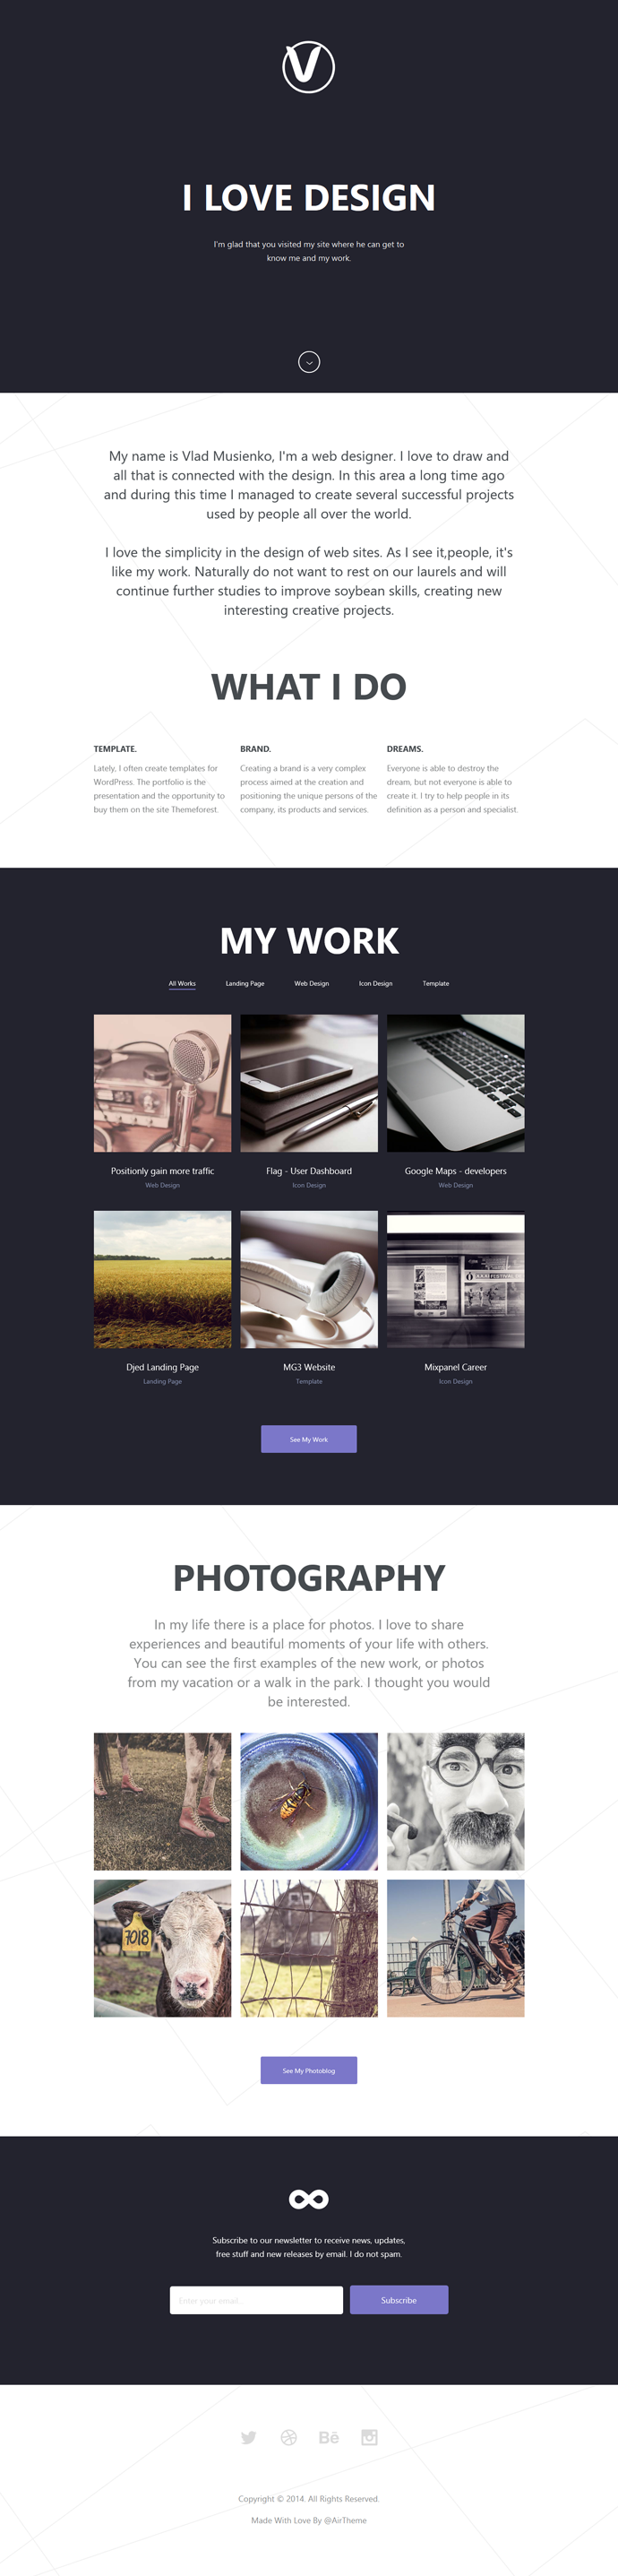 V
I LOVE DESIGN
I'm glad that you visited my site where he can get to
know me and my work.
My name is Vlad Musienko, I'm a web designer. I love to draw and
all that is connected with the design. In this area a long time ago
and during this time I managed to create several successful projects
used by people all over the world.
I love the simplicity in the design of web sites. As I see it,people, it's
like my work. Naturally do not want to rest on our laurels and will
continue further studies to improve soybean skills, creating new
interesting creative projects.
WHAT I DO
TEMPLATE.
Lately, I often create templates for
WordPress. The portfolio is the
presentation and the opportunity to
buy them on the site Themeforest.
BRAND.
Creating a brand is a very complex
process aimed at the creation and
positioning the unique persons of the
company, its products and services.
DREAMS.
Everyone is able to destroy the
dream, but not everyone is able to
create it. I try to help people in its
definition as a person and specialist.
MY WORK
All Works Landing Page Web Design Icon Design Template
Positionly gain more traffic
Web Design
Flag - User Dashboard
Icon Design
Google Maps - developers
Web Design
Djed Landing Page
Landing Page
MG3 Website
Template
Mixpanel Career
Icon Design
See My Work
PHOTOGRAPHY
In my life there is a place for photos. I love to share
experiences and beautiful moments of your life with others.
You can see the first examples of the new work, or photos
from my vacation or a walk in the park. I thought you would
be interested.
7018
See My Photoblog
Subscribe to our newsletter to receive news, updates,
free stuff and new releases by email. I do not spam.
Enter your email...
Subscribe
Bē
Copyright © 2014. All Rights Reserved.
Made With Love By @AirTheme